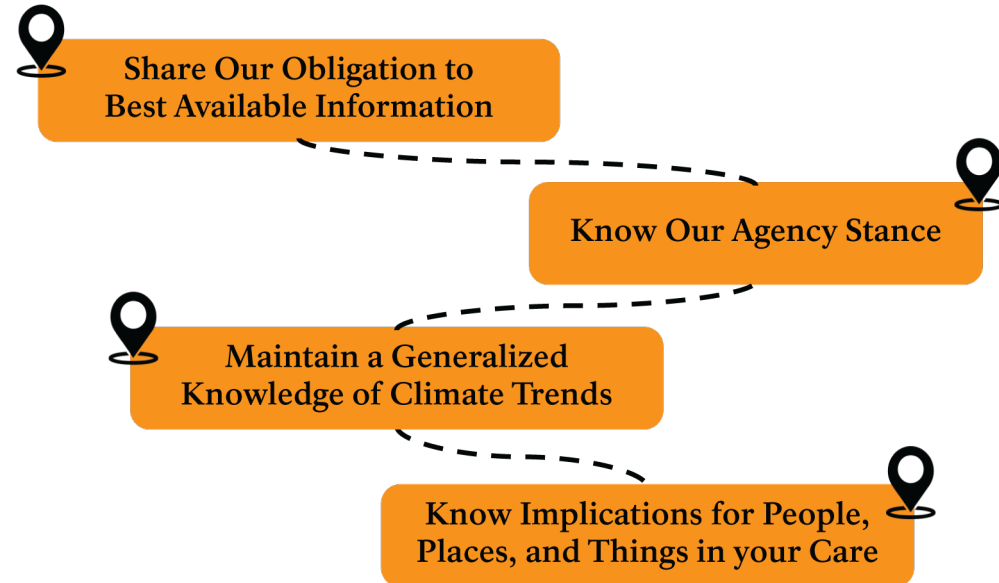 Share Our Obligation to
Best Available Information
Know Our Agency Stance
Maintain a Generalized
Knowledge of Climate Trends
Know Implications for People,
Places, and Things in your Care